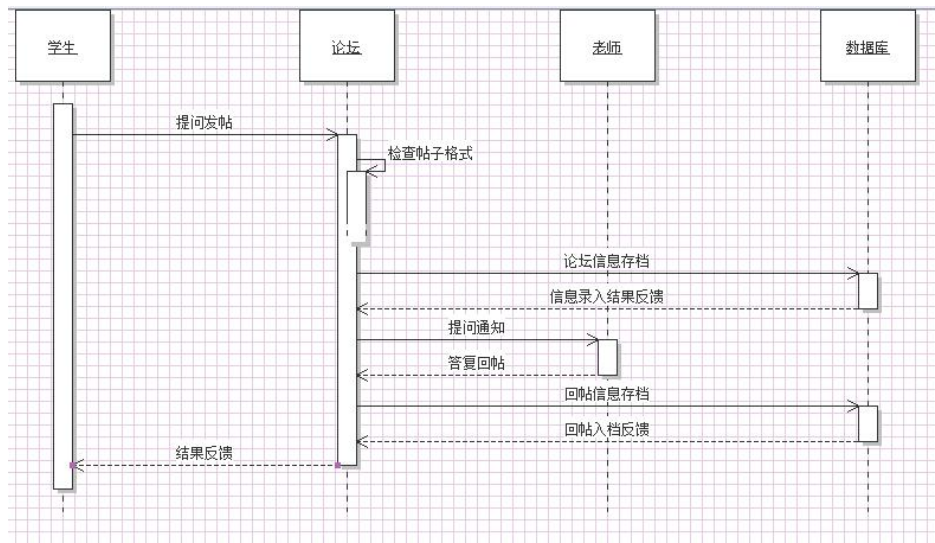 学生
论坛
老师
数据库
提问发帖
检查帖子格式
论坛信息存档
信息录入结果反馈
提问通知
答复回帖
回帖信息存档
回帖入档反馈
结果反馈